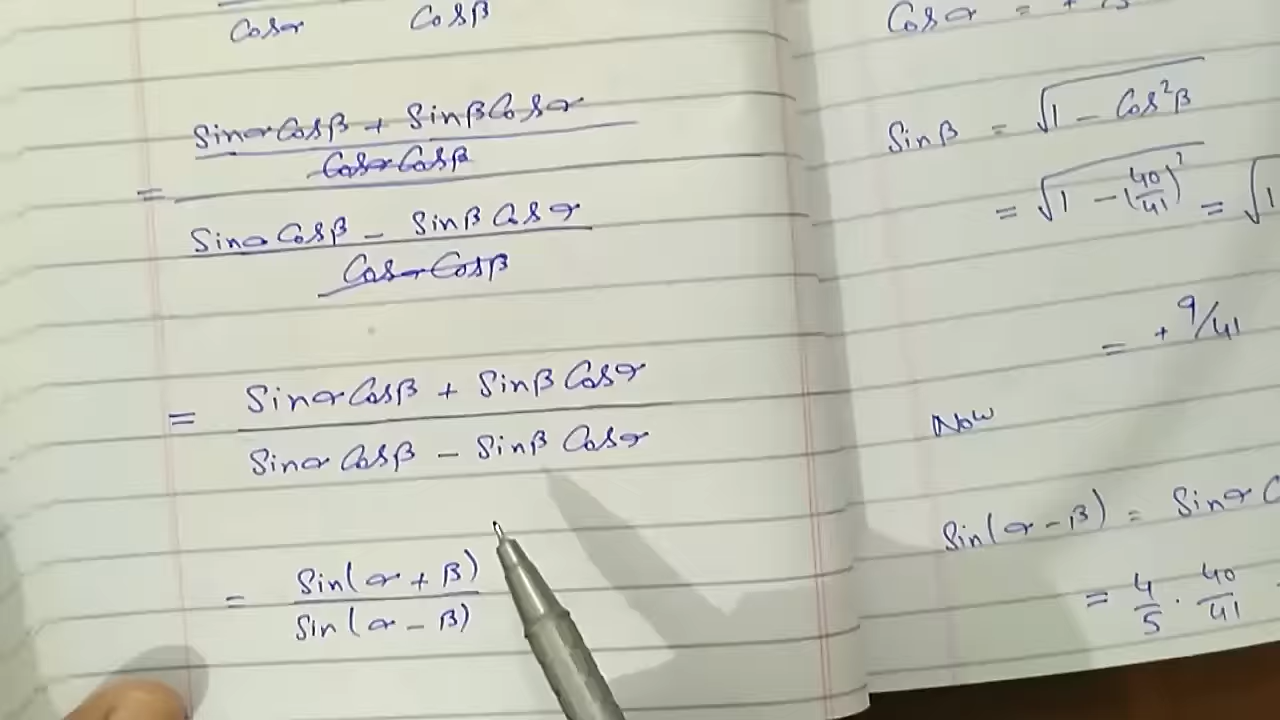 Cosα Cosβ
Sinα Cosβ + Sinβ Cosα
Cosα Cosβ
=
Sinα Cosβ - Sinβ Cosα
Cosα Cosβ
= Sinα Cosβ + Sinβ Cosα
Sinα Cosβ - Sinβ Cosα
= Sin(α + β)
Sin(α - β)
Cosα = +
Sinβ = √1 - Cos²β
= √1 - (40/41)² = √1
= + 9/41
Now
Sin(α - β) = Sinα C
= 4/5 . 40/41